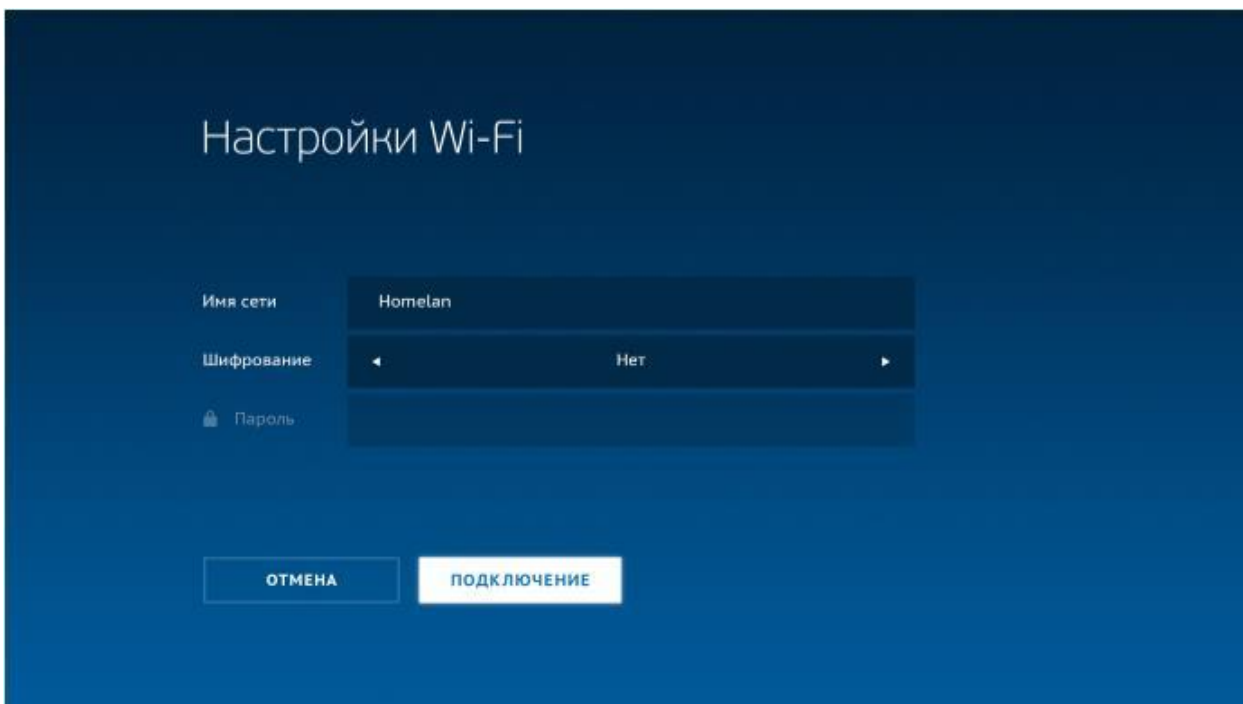 Настройки Wi-Fi
Имя сети Homelan
Шифрование Нет
Пароль
ОТМЕНА ПОДКЛЮЧЕНИЕ